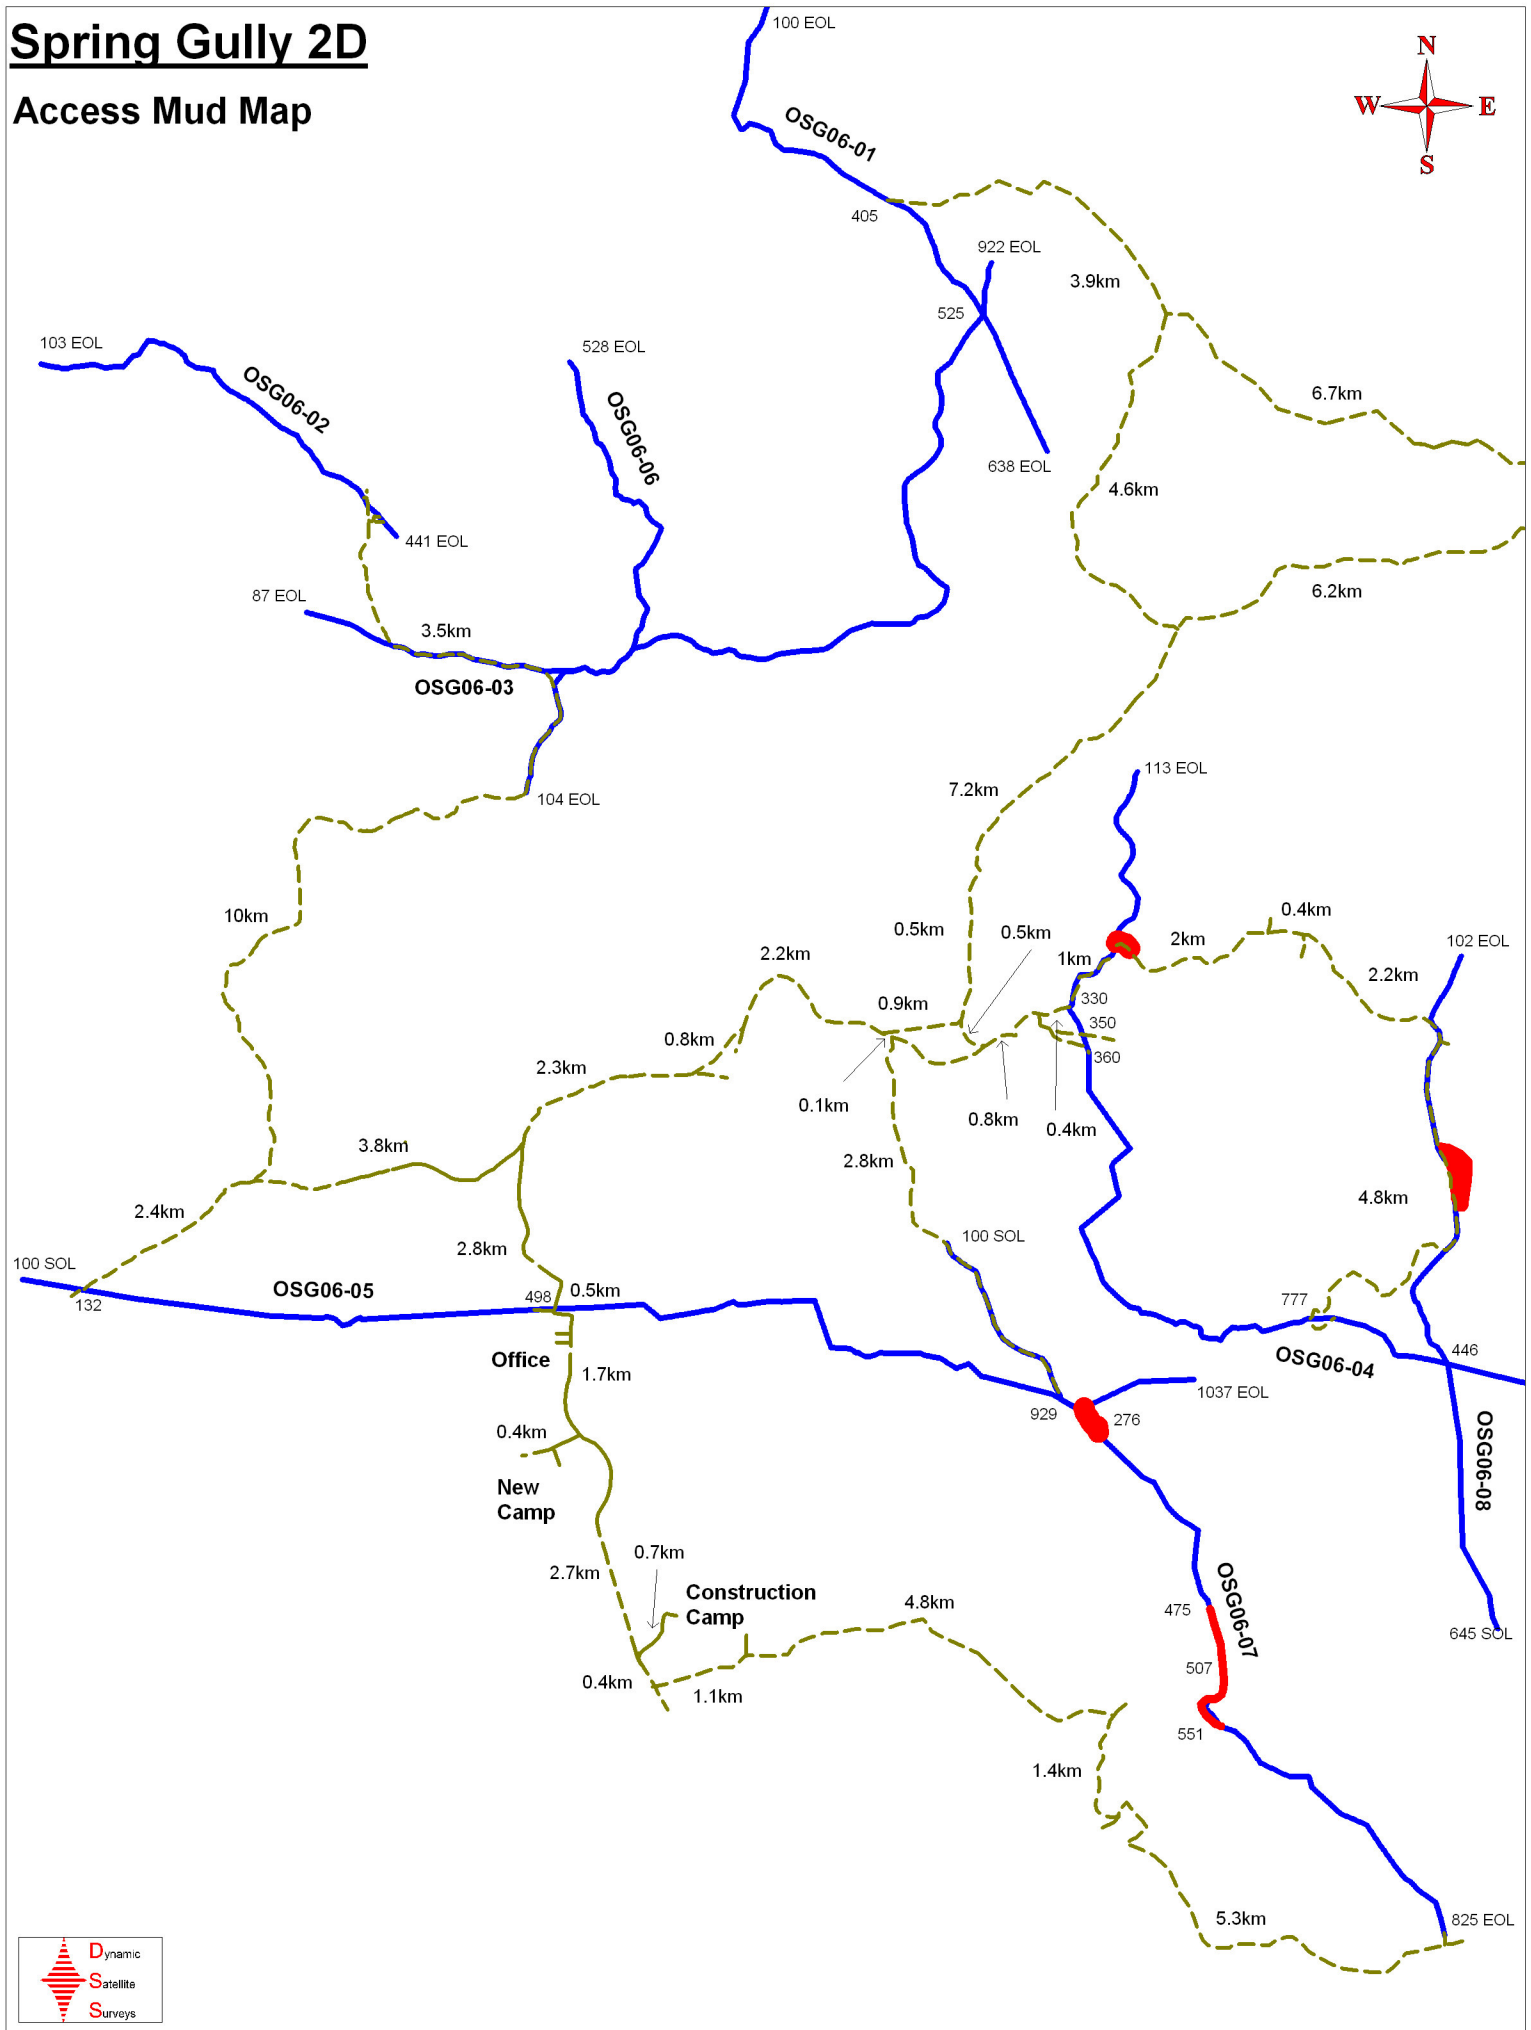 Spring Gully 2D
Access Mud Map
100 EOL
N
W E
S
OSG06-01
405
922 EOL
3.9km
525
103 EOL
528 EOL
OSG06-02
OSG06-06
6.7km
638 EOL
4.6km
441 EOL
87 EOL
6.2km
3.5km
OSG06-03
113 EOL
7.2km
104 EOL
10km
0.4km
0.5km
0.5km
2km
102 EOL
2.2km
1km
2.2km
0.9km
330
350
0.8km
360
2.3km
0.1km
0.8km
0.4km
3.8km
2.8km
4.8km
2.4km
100 SOL
2.8km
100 SOL
OSG06-05
498
0.5km
132
777
446
OSG06-04
Office
1.7km
1037 EOL
929
276
0.4km
OSG06-08
New
Camp
0.7km
2.7km
Construction
Camp
4.8km
475
OSG06-07
645 SOL
507
0.4km
1.1km
551
1.4km
5.3km
825 EOL
Dynamic
Satellite
Surveys